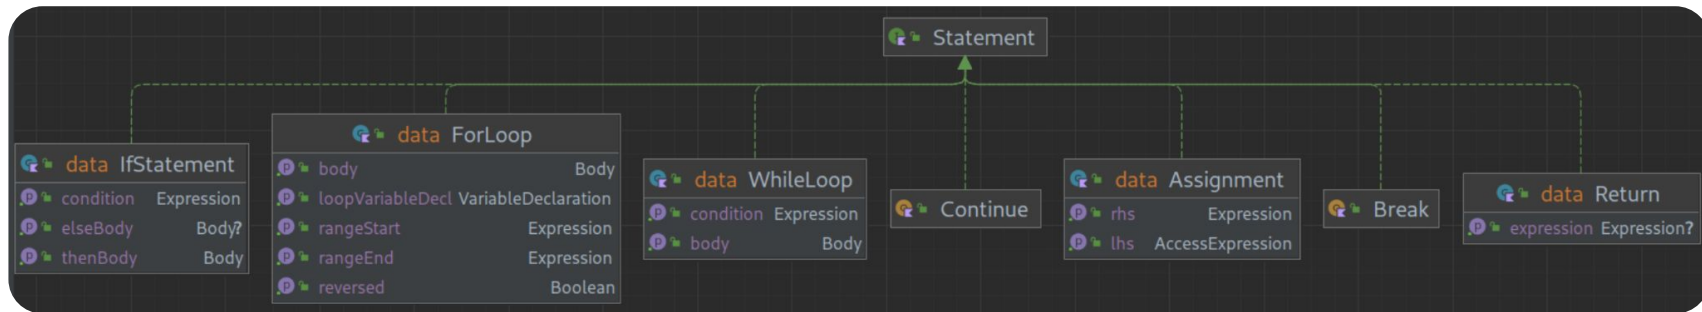 Statement
data IfStatement
condition Expression
elseBody Body?
thenBody Body
data ForLoop
body Body
loopVariableDecl VariableDeclaration
rangeStart Expression
rangeEnd Expression
reversed Boolean
data WhileLoop
condition Expression
body Body
Continue
data Assignment
rhs Expression
lhs AccessExpression
Break
data Return
expression Expression?